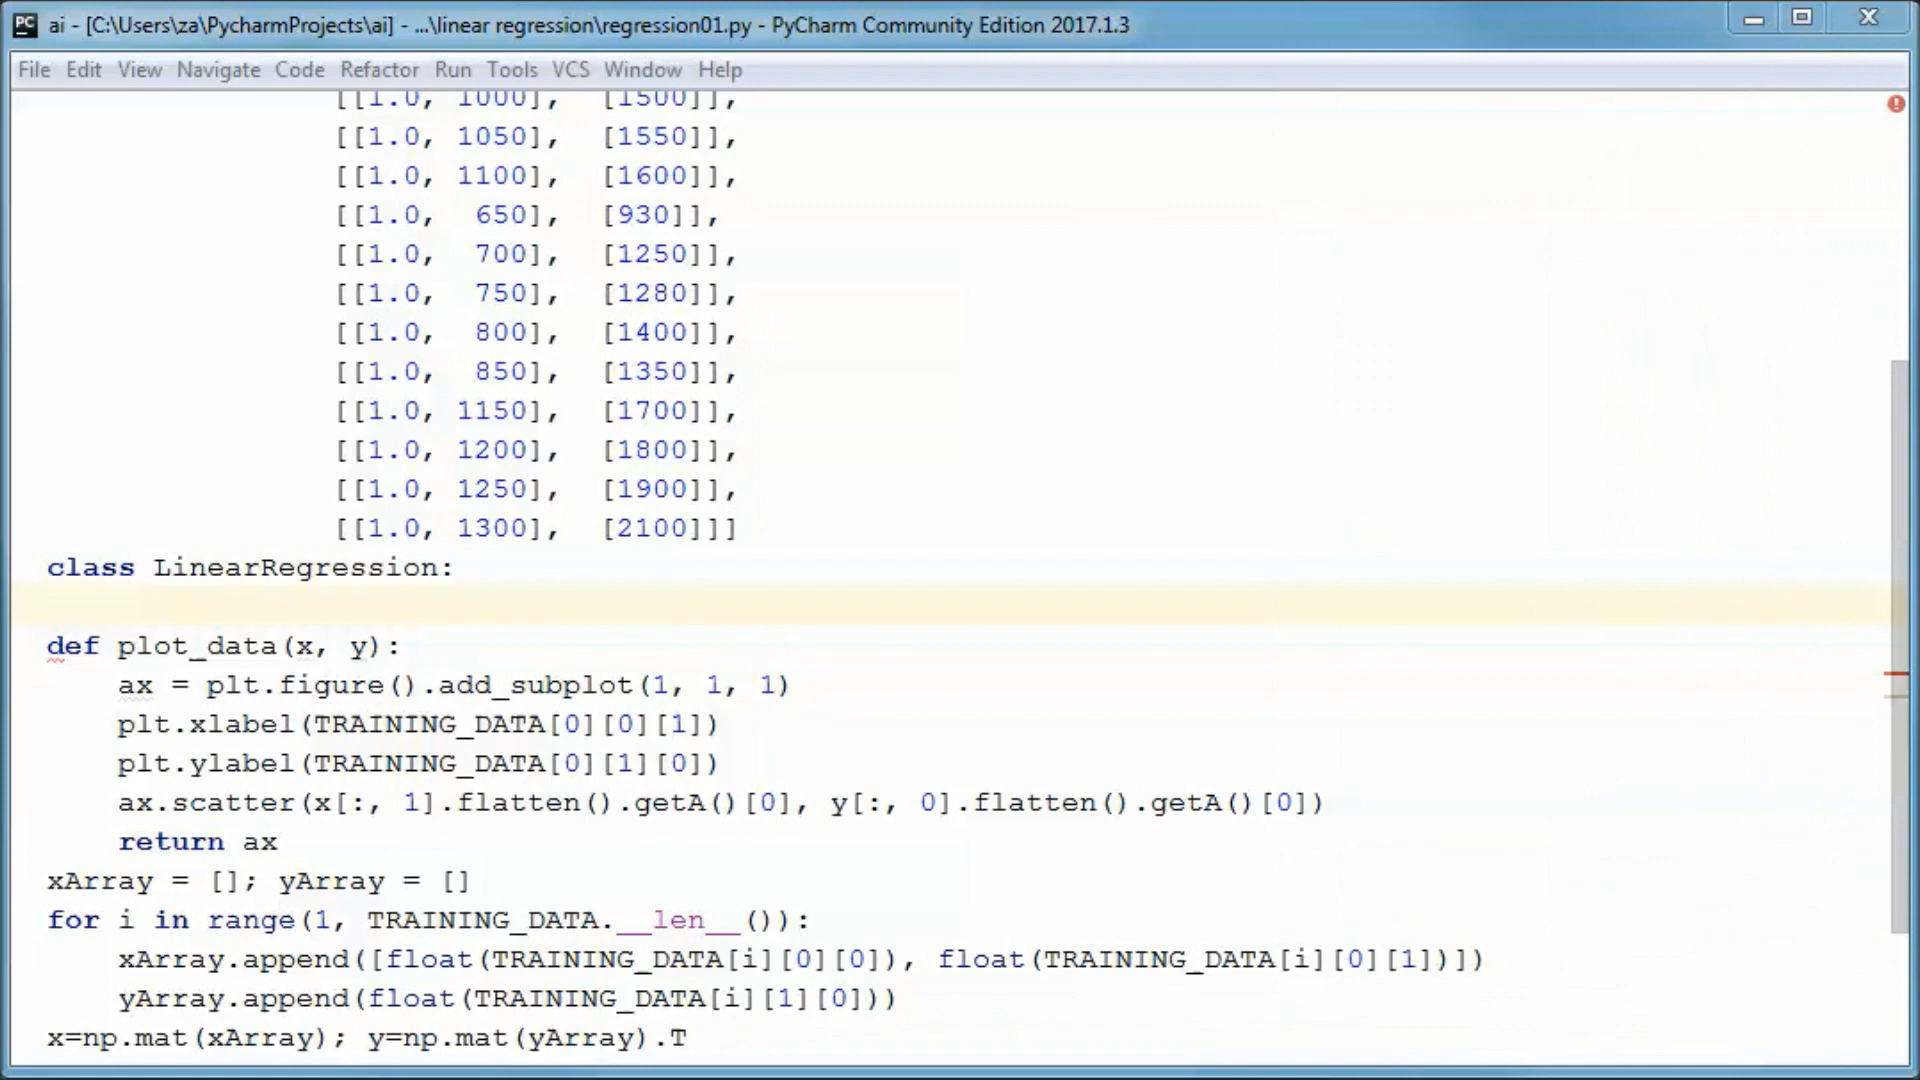 PC ai - [C:\Users\za\PycharmProjects\ai] - ...\linear regression\regression01.py - PyCharm Community Edition 2017.1.3
File Edit View Navigate Code Refactor Run Tools VCS Window Help
[[1.0, 1000], [1500]],
[[1.0, 1050], [1550]],
[[1.0, 1100], [1600]],
[[1.0, 650], [930]],
[[1.0, 700], [1250]],
[[1.0, 750], [1280]],
[[1.0, 800], [1400]],
[[1.0, 850], [1350]],
[[1.0, 1150], [1700]],
[[1.0, 1200], [1800]],
[[1.0, 1250], [1900]],
[[1.0, 1300], [2100]]]
class LinearRegression:
def plot_data(x, y):
ax = plt.figure().add_subplot(1, 1, 1)
plt.xlabel(TRAINING_DATA[0][0][1])
plt.ylabel(TRAINING_DATA[0][1][0])
ax.scatter(x[:, 1].flatten().getA()[0], y[:, 0].flatten().getA()[0])
return ax
xArray = []; yArray = []
for i in range(1, TRAINING_DATA.__len__()):
xArray.append([float(TRAINING_DATA[i][0][0]), float(TRAINING_DATA[i][0][1])])
yArray.append(float(TRAINING_DATA[i][1][0]))
x=np.mat(xArray); y=np.mat(yArray).T